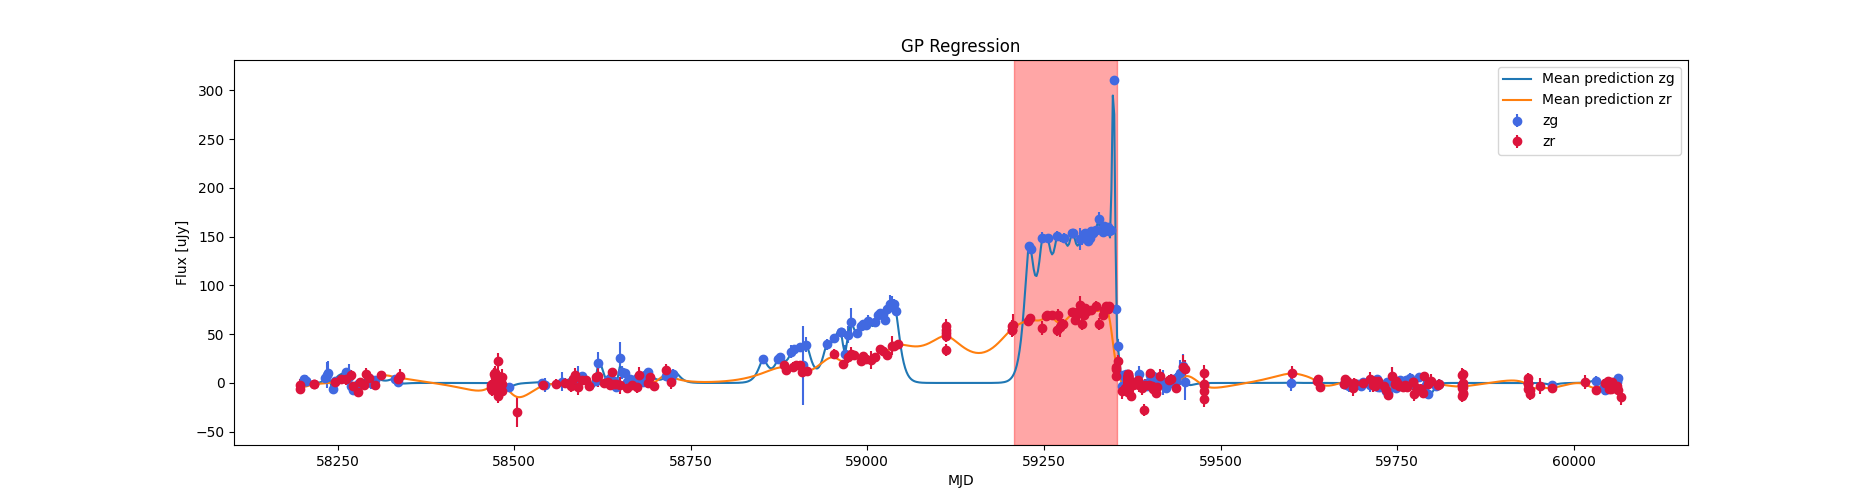 GP Regression
Flux [uJy]
300
250
200
150
100
50
0
−50
58250 58500 58750 59000 59250 59500 59750 60000
MJD
Mean prediction zg
Mean prediction zr
zg
zr